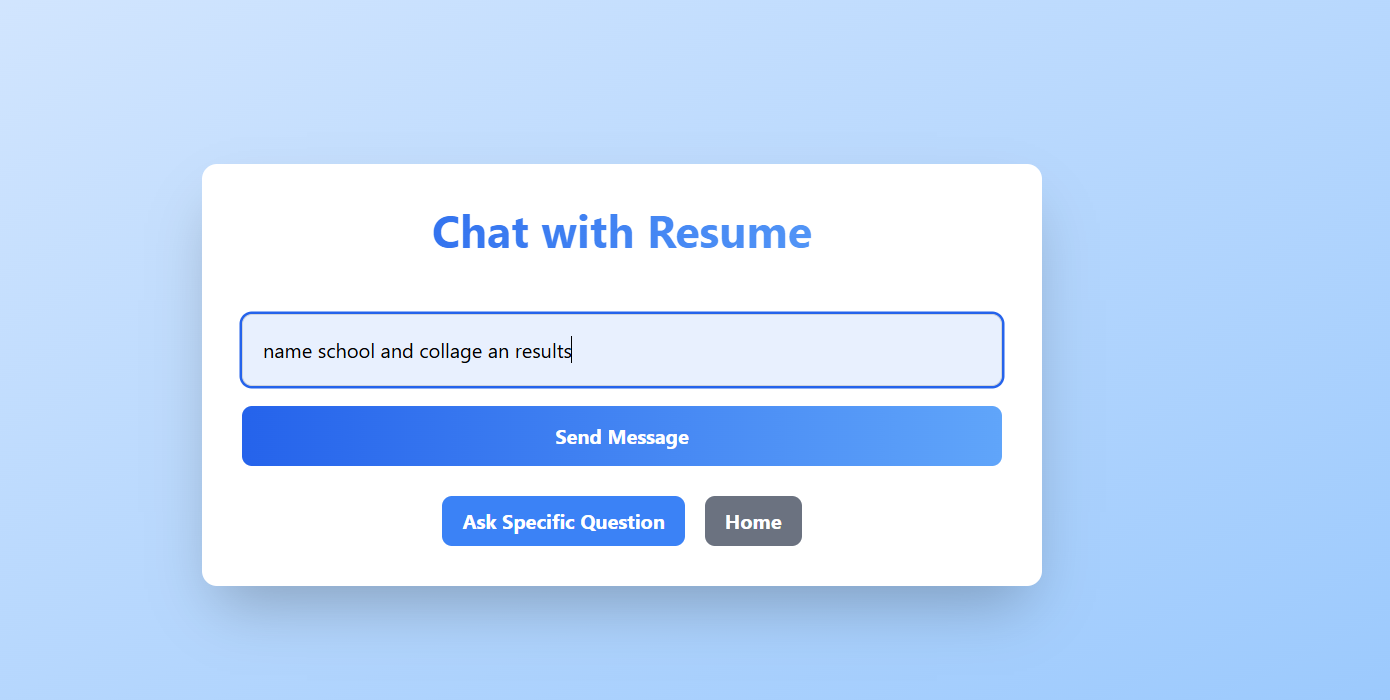 Chat with Resume
name school and collage an results
Send Message
Ask Specific Question
Home